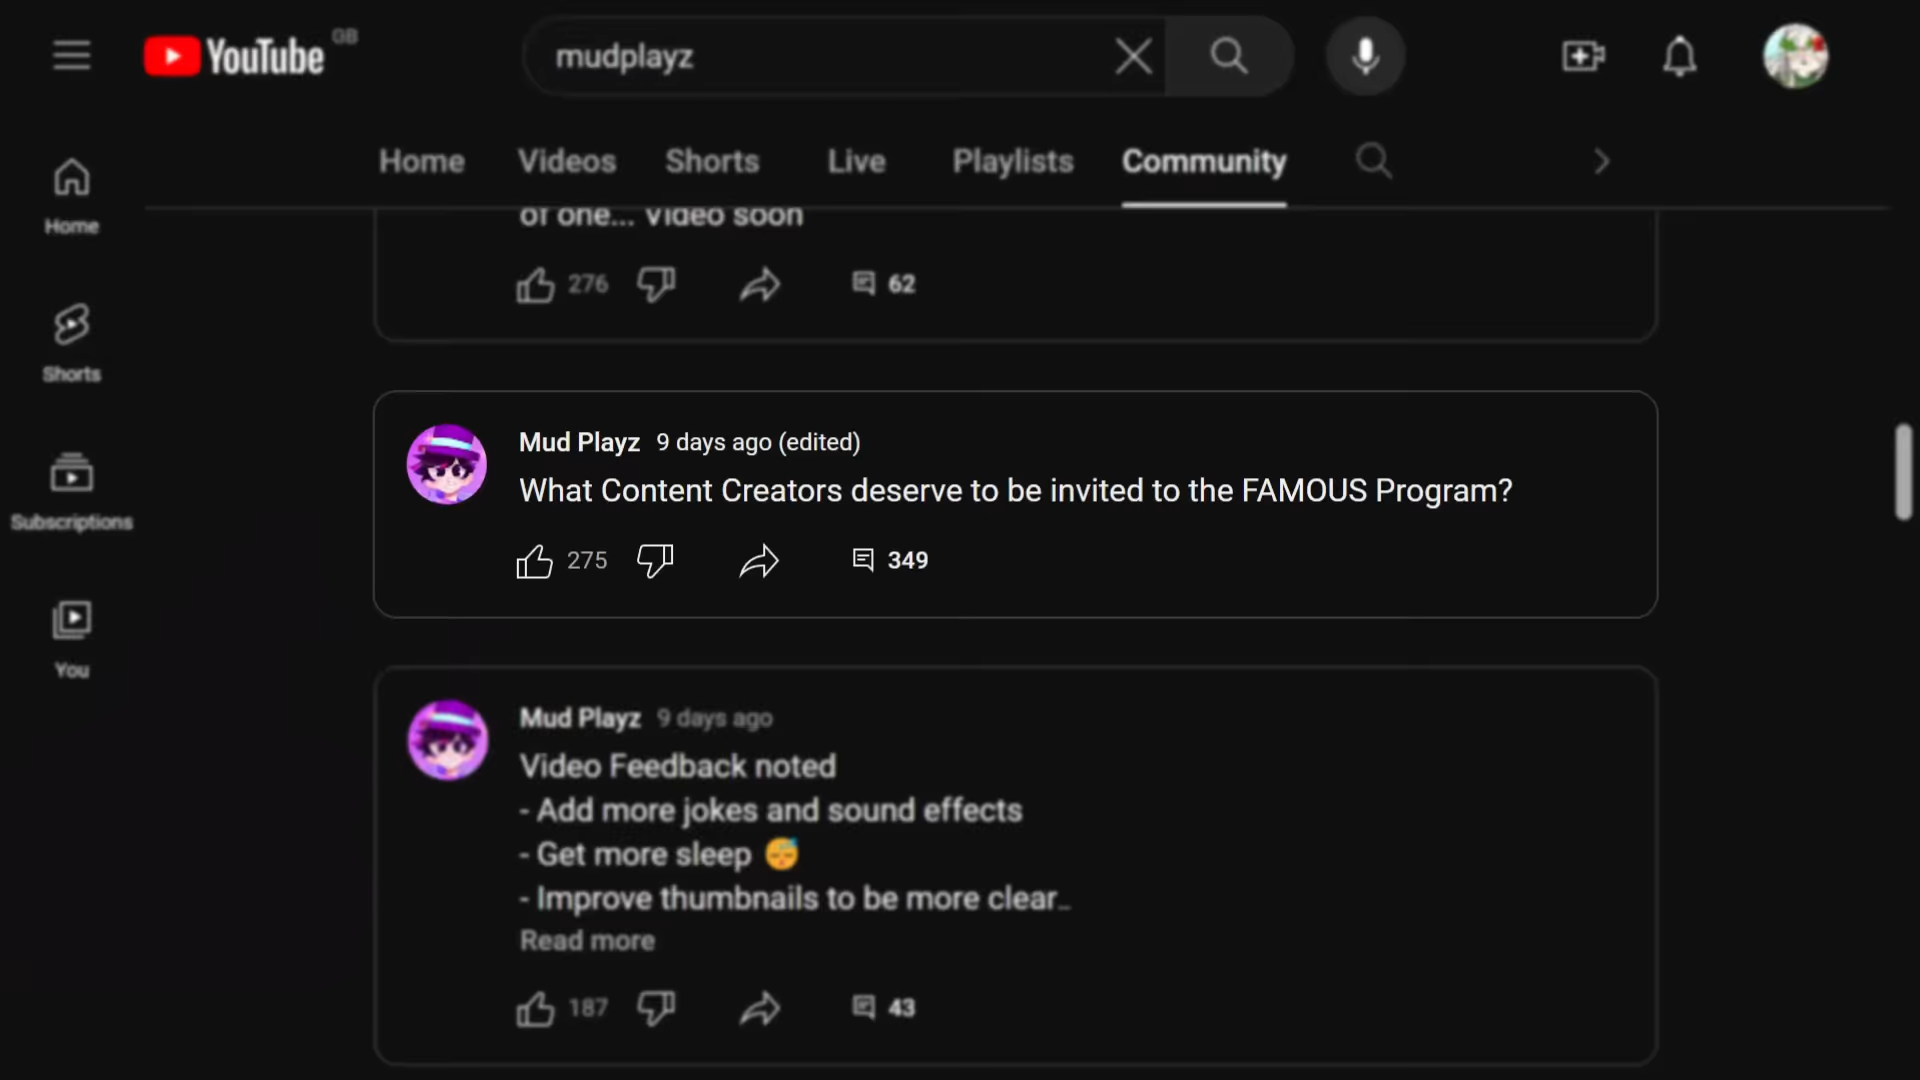 YouTube GB
mudplayz
Home Videos Shorts Live Playlists Community
Home
Shorts
Subscriptions
You
of one... Video soon
276 62
Mud Playz 9 days ago (edited)
What Content Creators deserve to be invited to the FAMOUS Program?
275 349
Mud Playz 9 days ago
Video Feedback noted
- Add more jokes and sound effects
- Get more sleep 😴
- Improve thumbnails to be more clear...
Read more
187 43